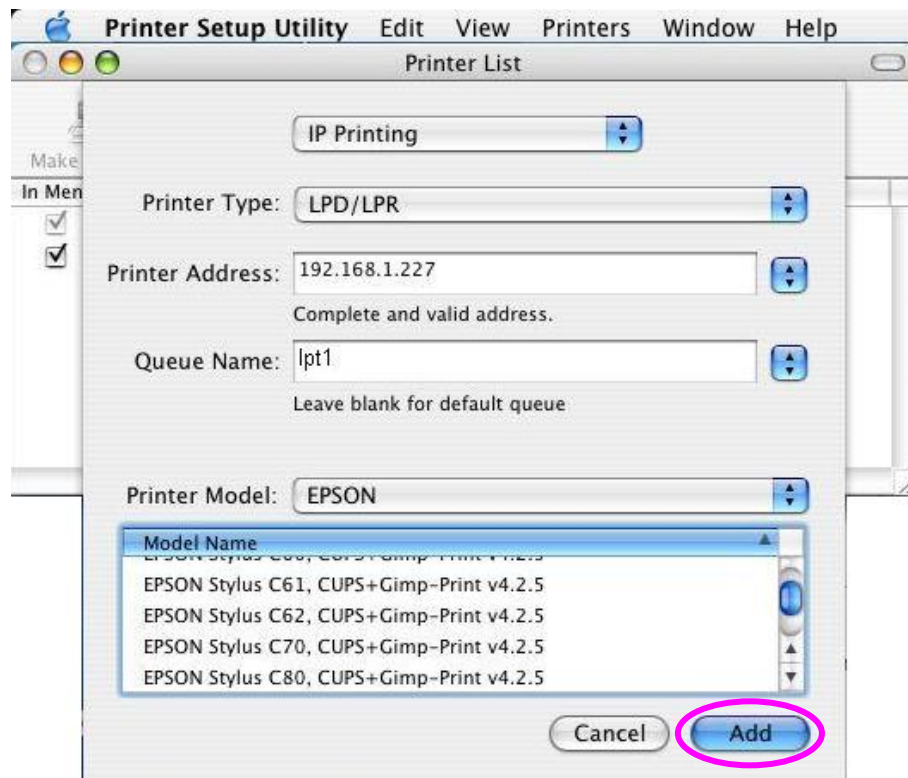 Printer Setup Utility Edit View Printers Window Help
Printer List
Make
In Men
IP Printing
Printer Type: LPD/LPR
Printer Address: 192.168.1.227
Complete and valid address.
Queue Name: lpt1
Leave blank for default queue
Printer Model: EPSON
Model Name
EPSON Stylus C61, CUPS+Gimp-Print v4.2.5
EPSON Stylus C62, CUPS+Gimp-Print v4.2.5
EPSON Stylus C70, CUPS+Gimp-Print v4.2.5
EPSON Stylus C80, CUPS+Gimp-Print v4.2.5
Cancel Add